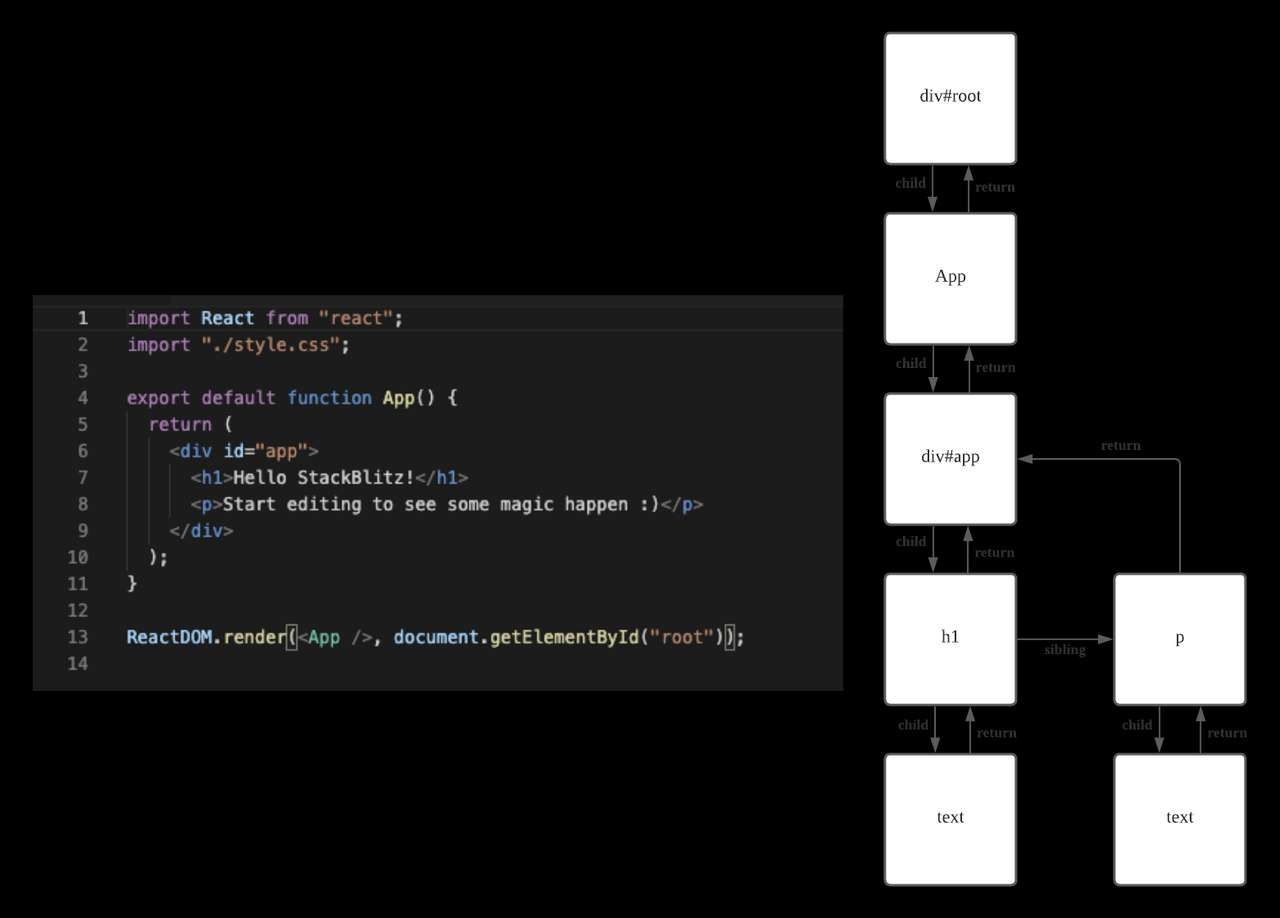 1 import React from "react";
2 import "./style.css";
3
4 export default function App() {
5 return (
6 <div id="app">
7 <h1>Hello StackBlitz!</h1>
8 <p>Start editing to see some magic happen :)</p>
9 </div>
10 );
11 }
12
13 ReactDOM.render(<App />, document.getElementById("root"));
14
div#root
child
return
App
child
return
div#app
return
child
return
h1
sibling
p
child
return
child
return
text
text